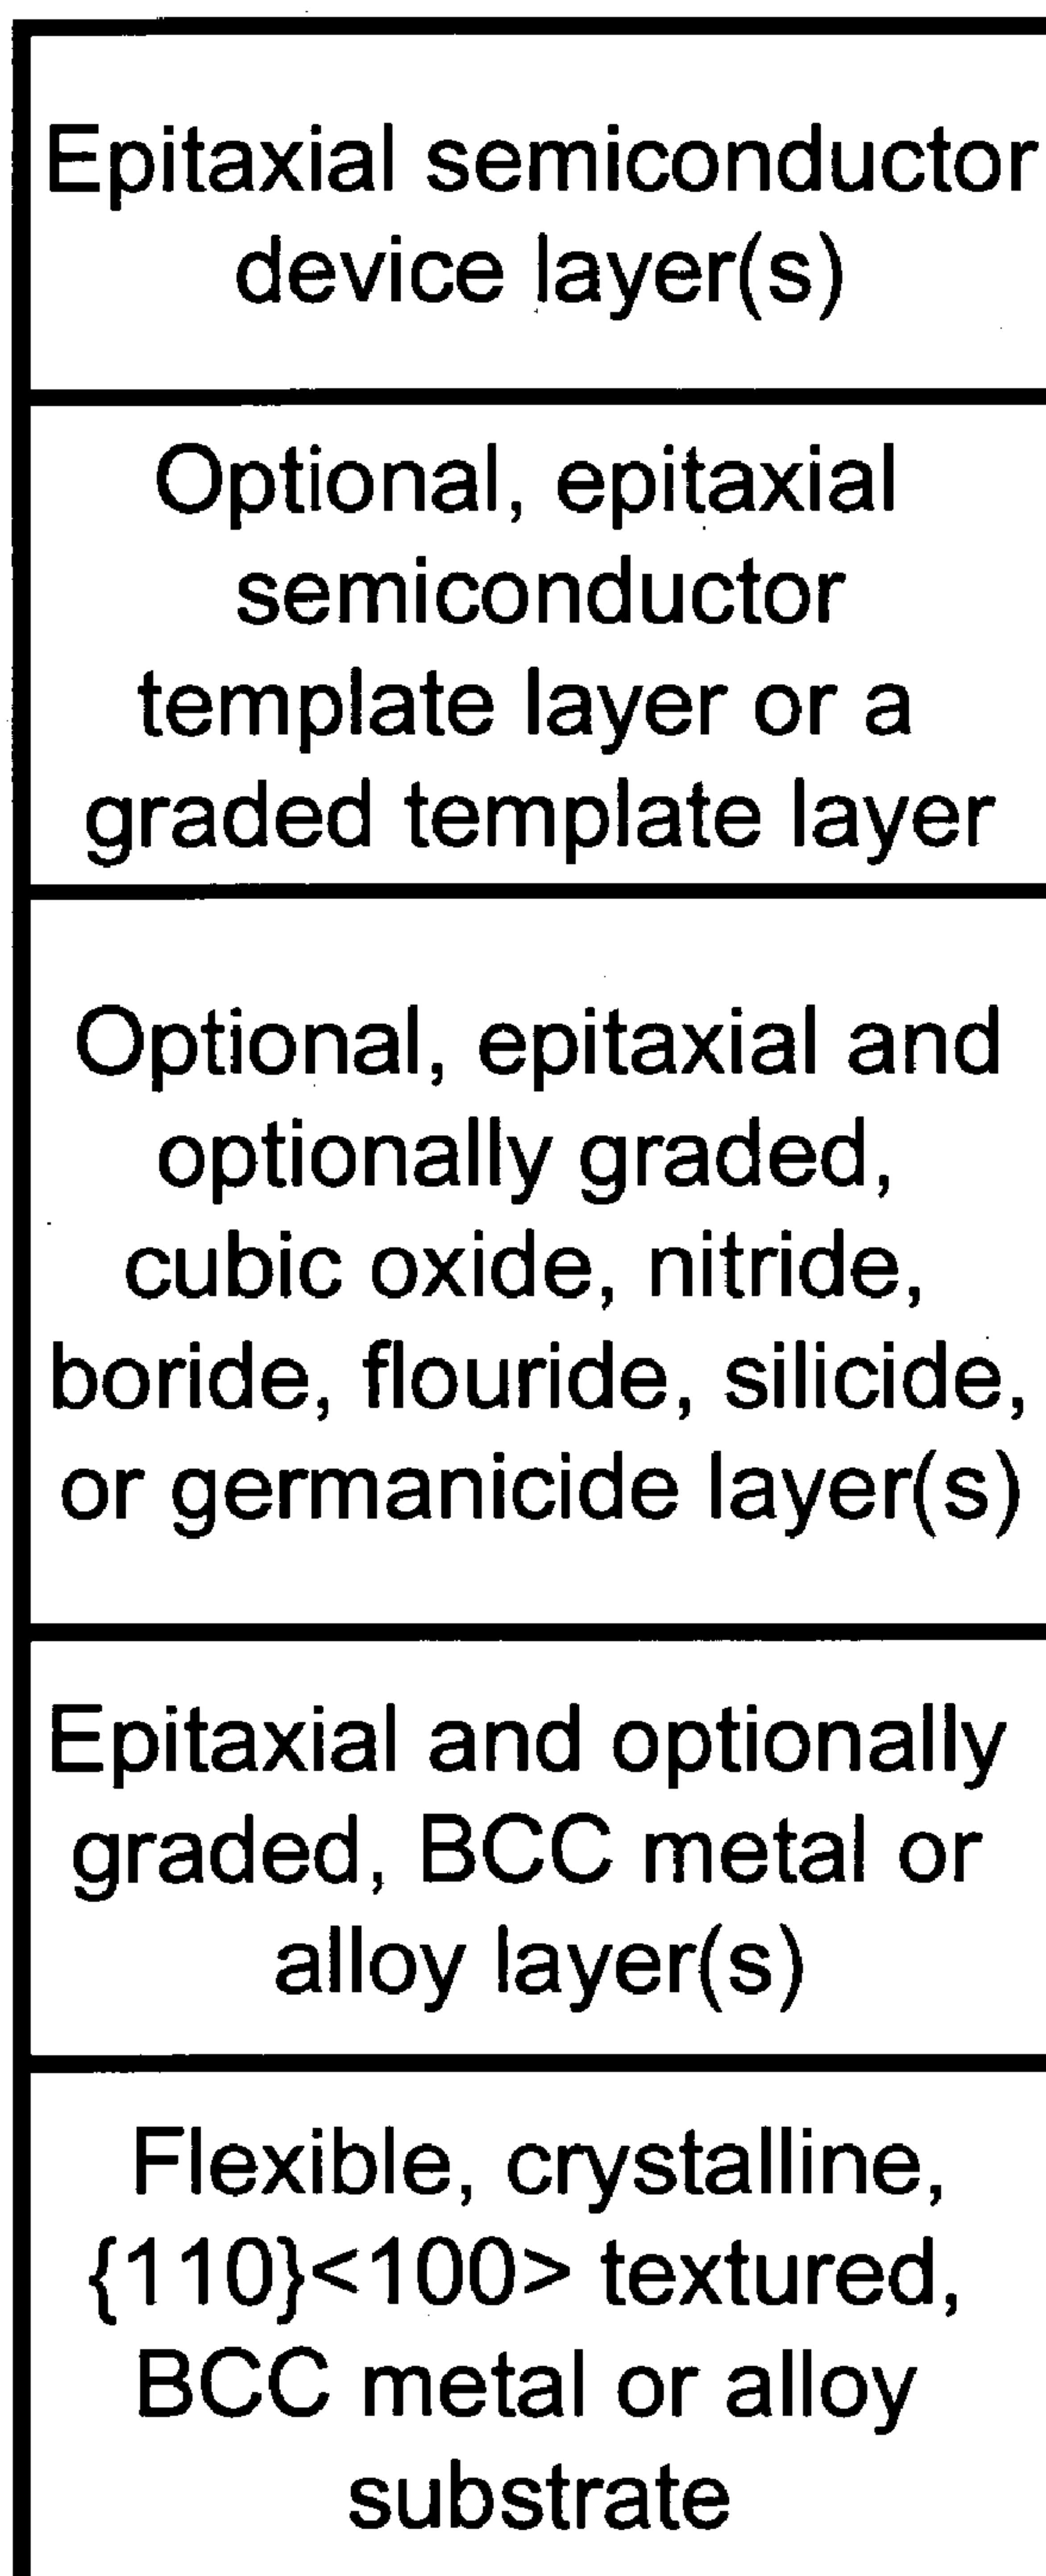 Epitaxial semiconductor
device layer(s)
Optional, epitaxial
semiconductor
template layer or a
graded template layer
Optional, epitaxial and
optionally graded,
cubic oxide, nitride,
boride, flouride, silicide,
or germanicide layer(s)
Epitaxial and optionally
graded, BCC metal or
alloy layer(s)
Flexible, crystalline,
{110}<100> textured,
BCC metal or alloy
substrate